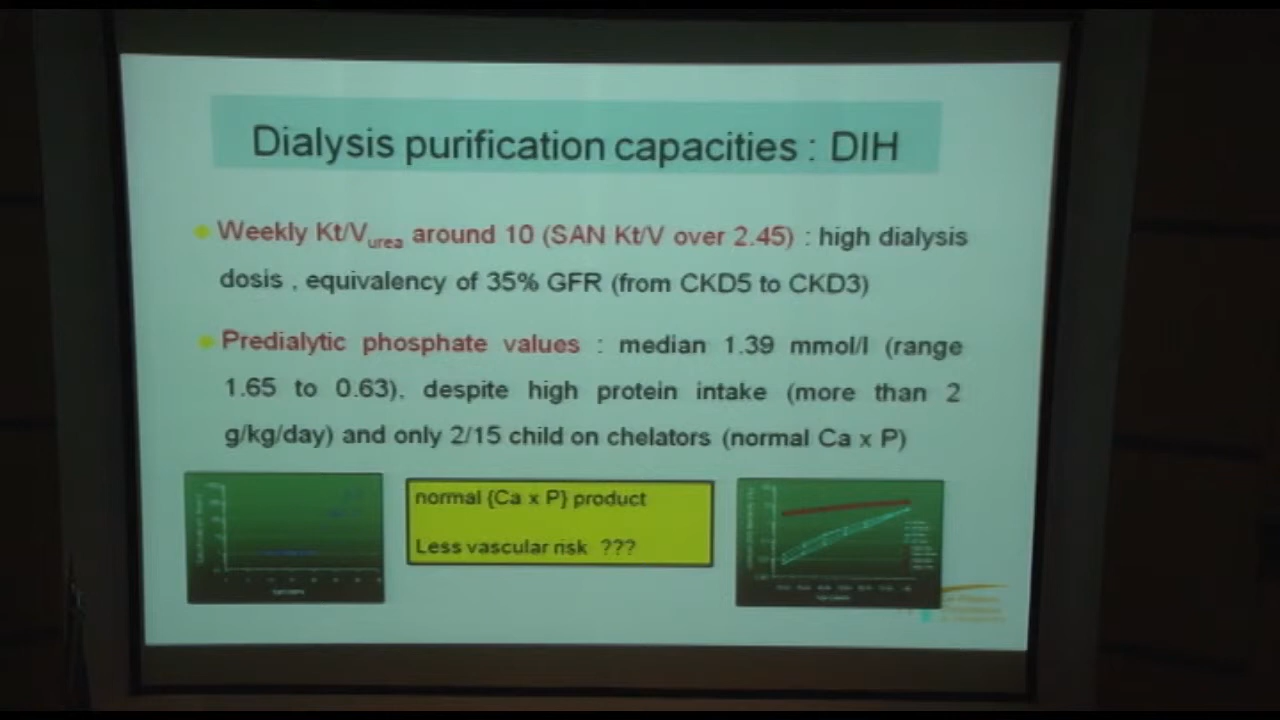 Dialysis purification capacities : DIH
Weekly Kt/Vurea around 10 (SAN Kt/V over 2.45) : high dialysis
dosis , equivalency of 35% GFR (from CKD5 to CKD3)
Predialytic phosphate values : median 1.39 mmol/l (range
1.65 to 0.63), despite high protein intake (more than 2
g/kg/day) and only 2/15 child on chelators (normal Ca x P)
normal {Ca x P} product
Less vascular risk ???